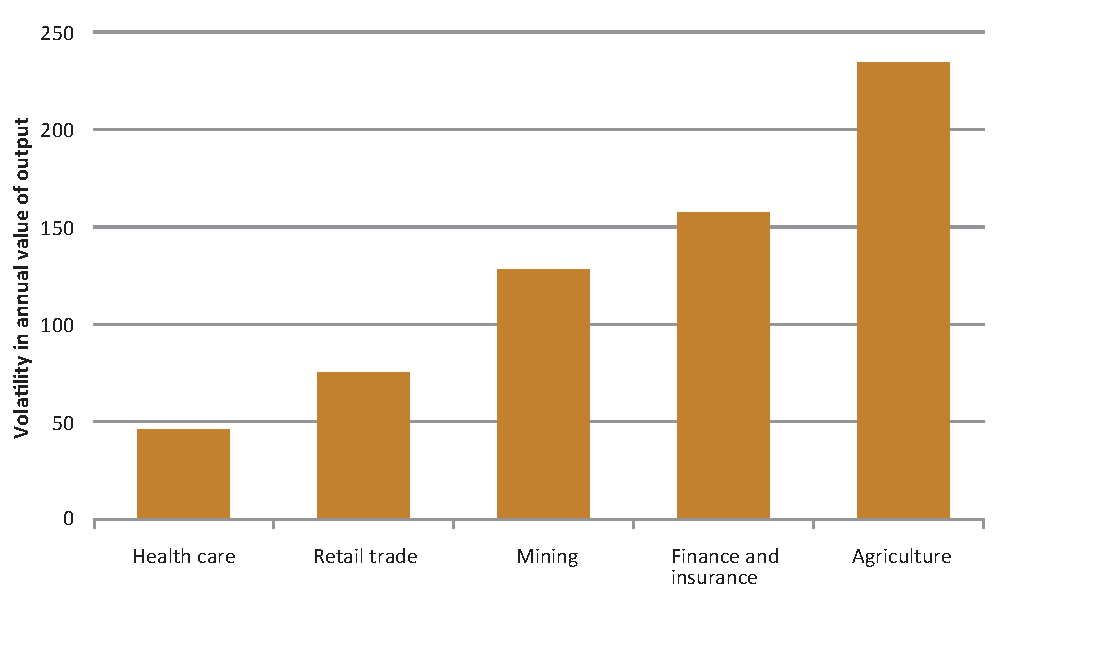 Volatility in annual value of output
250
200
150
100
50
0
Health care
Retail trade
Mining
Finance and
insurance
Agriculture